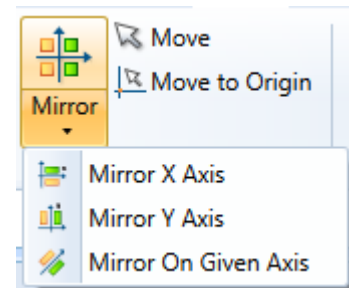 Move
Move to Origin
Mirror
Mirror X Axis
Mirror Y Axis
Mirror On Given Axis